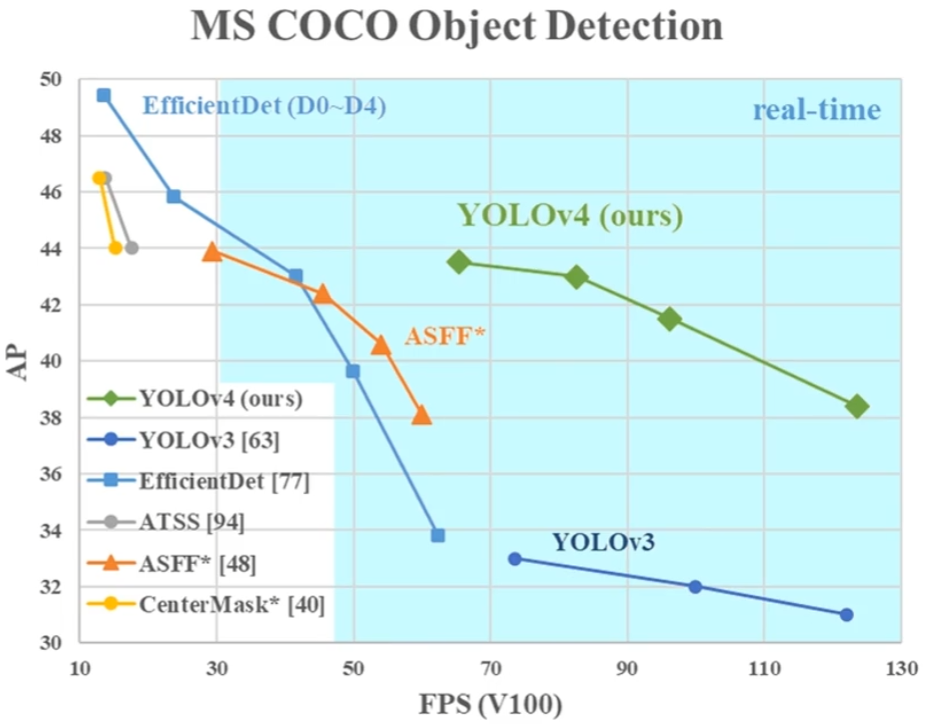 MS COCO Object Detection
50
48
46
44
42
40
38
36
34
32
30
AP
EfficientDet (D0~D4)
real-time
YOLOv4 (ours)
ASFF*
YOLOv3
YOLOv4 (ours)
YOLOv3 [63]
EfficientDet [77]
ATSS [94]
ASFF* [48]
CenterMask* [40]
10 30 50 70 90 110 130
FPS (V100)